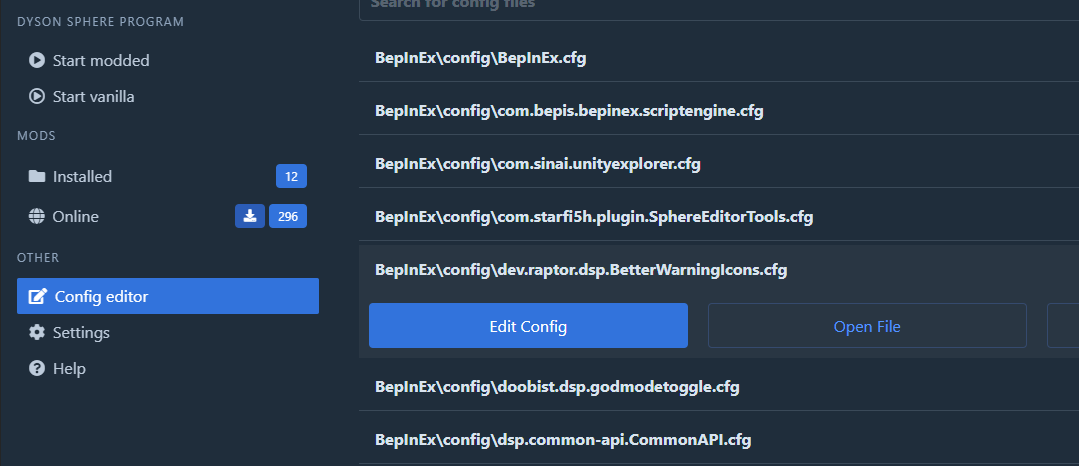 DYSON SPHERE PROGRAM
Start modded
Start vanilla
MODS
Installed 12
Online 296
OTHER
Config editor
Settings
Help
Search for config files
BepInEx\config\BepInEx.cfg
BepInEx\config\com.bepis.bepinex.scriptengine.cfg
BepInEx\config\com.sinai.unityexplorer.cfg
BepInEx\config\com.starfi5h.plugin.SphereEditorTools.cfg
BepInEx\config\dev.raptor.dsp.BetterWarningIcons.cfg
Edit Config Open File
BepInEx\config\doobist.dsp.godmodetoggle.cfg
BepInEx\config\dsp.common-api.CommonAPI.cfg